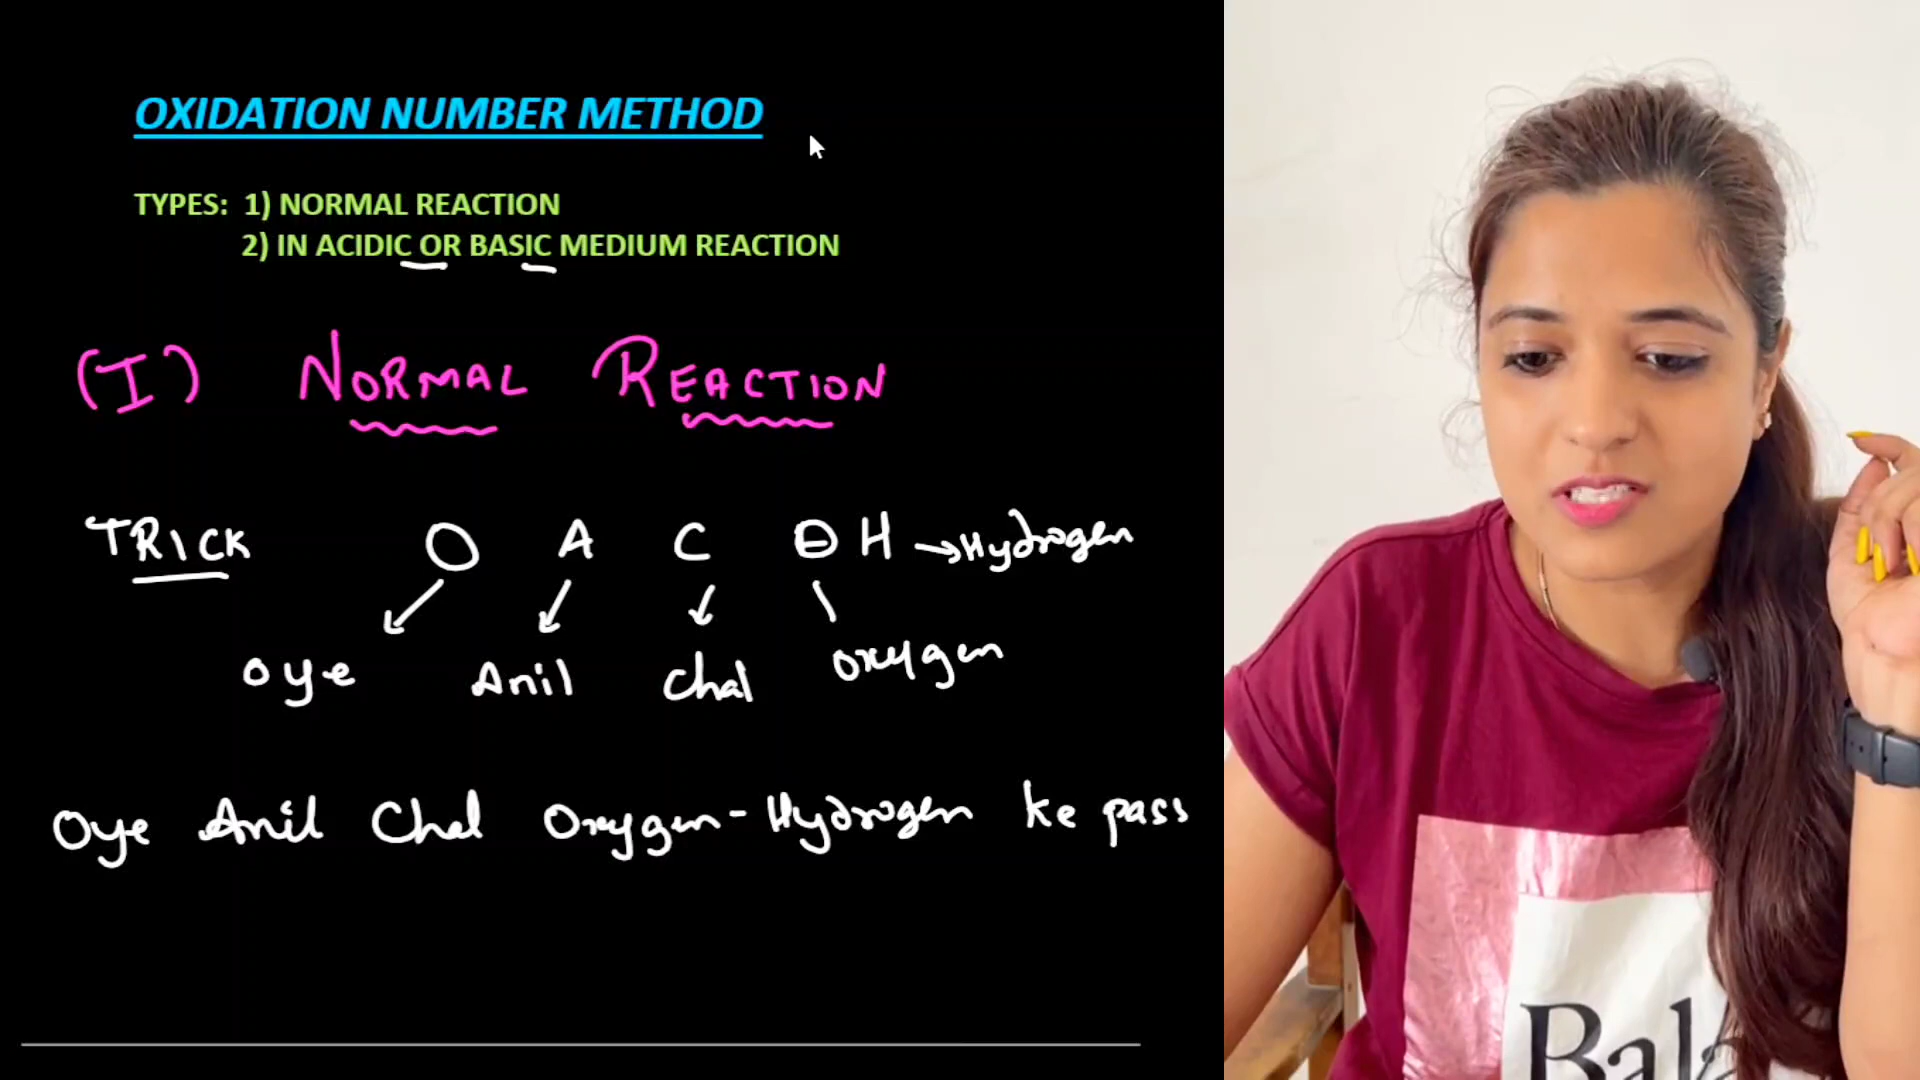 OXIDATION NUMBER METHOD
TYPES: 1) NORMAL REACTION
2) IN ACIDIC OR BASIC MEDIUM REACTION
(I) NORMAL REACTION
TRICK O A C O H → Hydrogen
Oye Anil Chal Oxygen
Oye Anil Chal Oxygen - Hydrogen ke pass